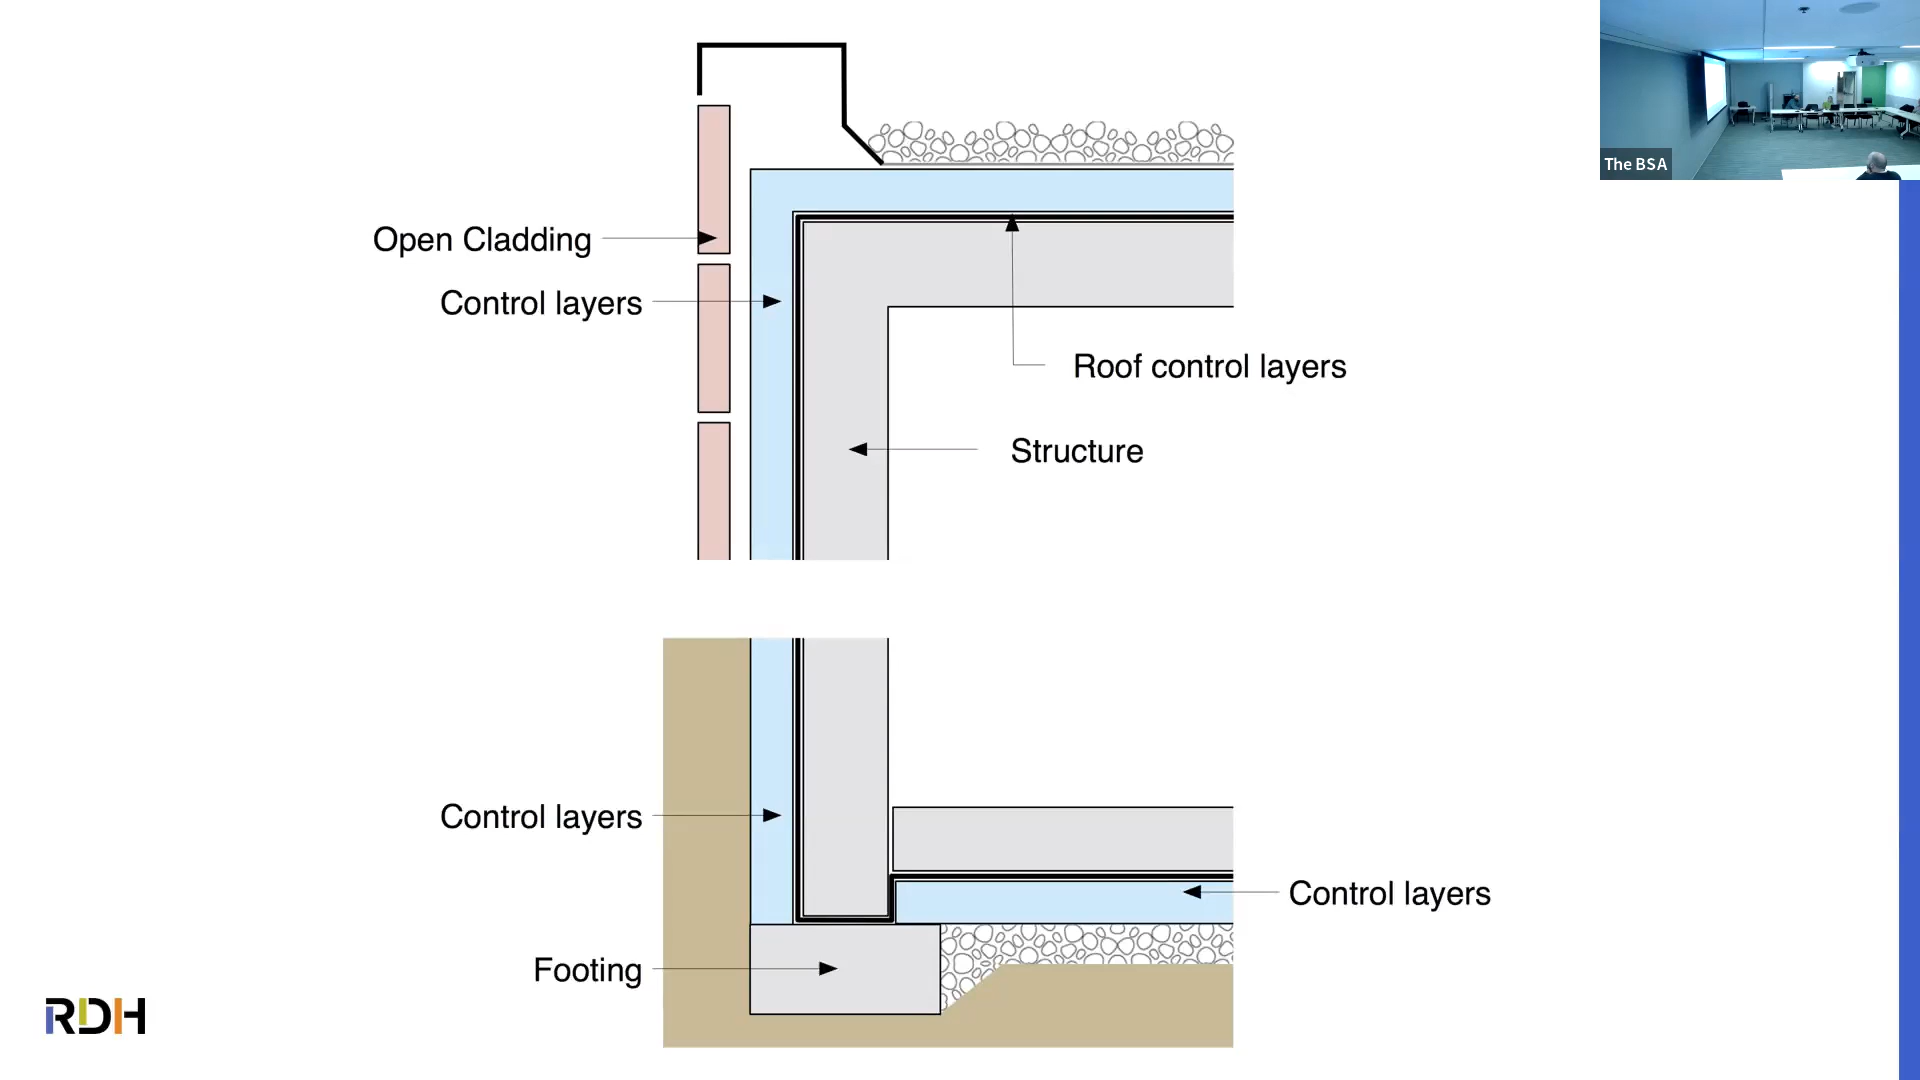 The BSA
Open Cladding
Control layers
Roof control layers
Structure
Control layers
Control layers
Footing
RDH